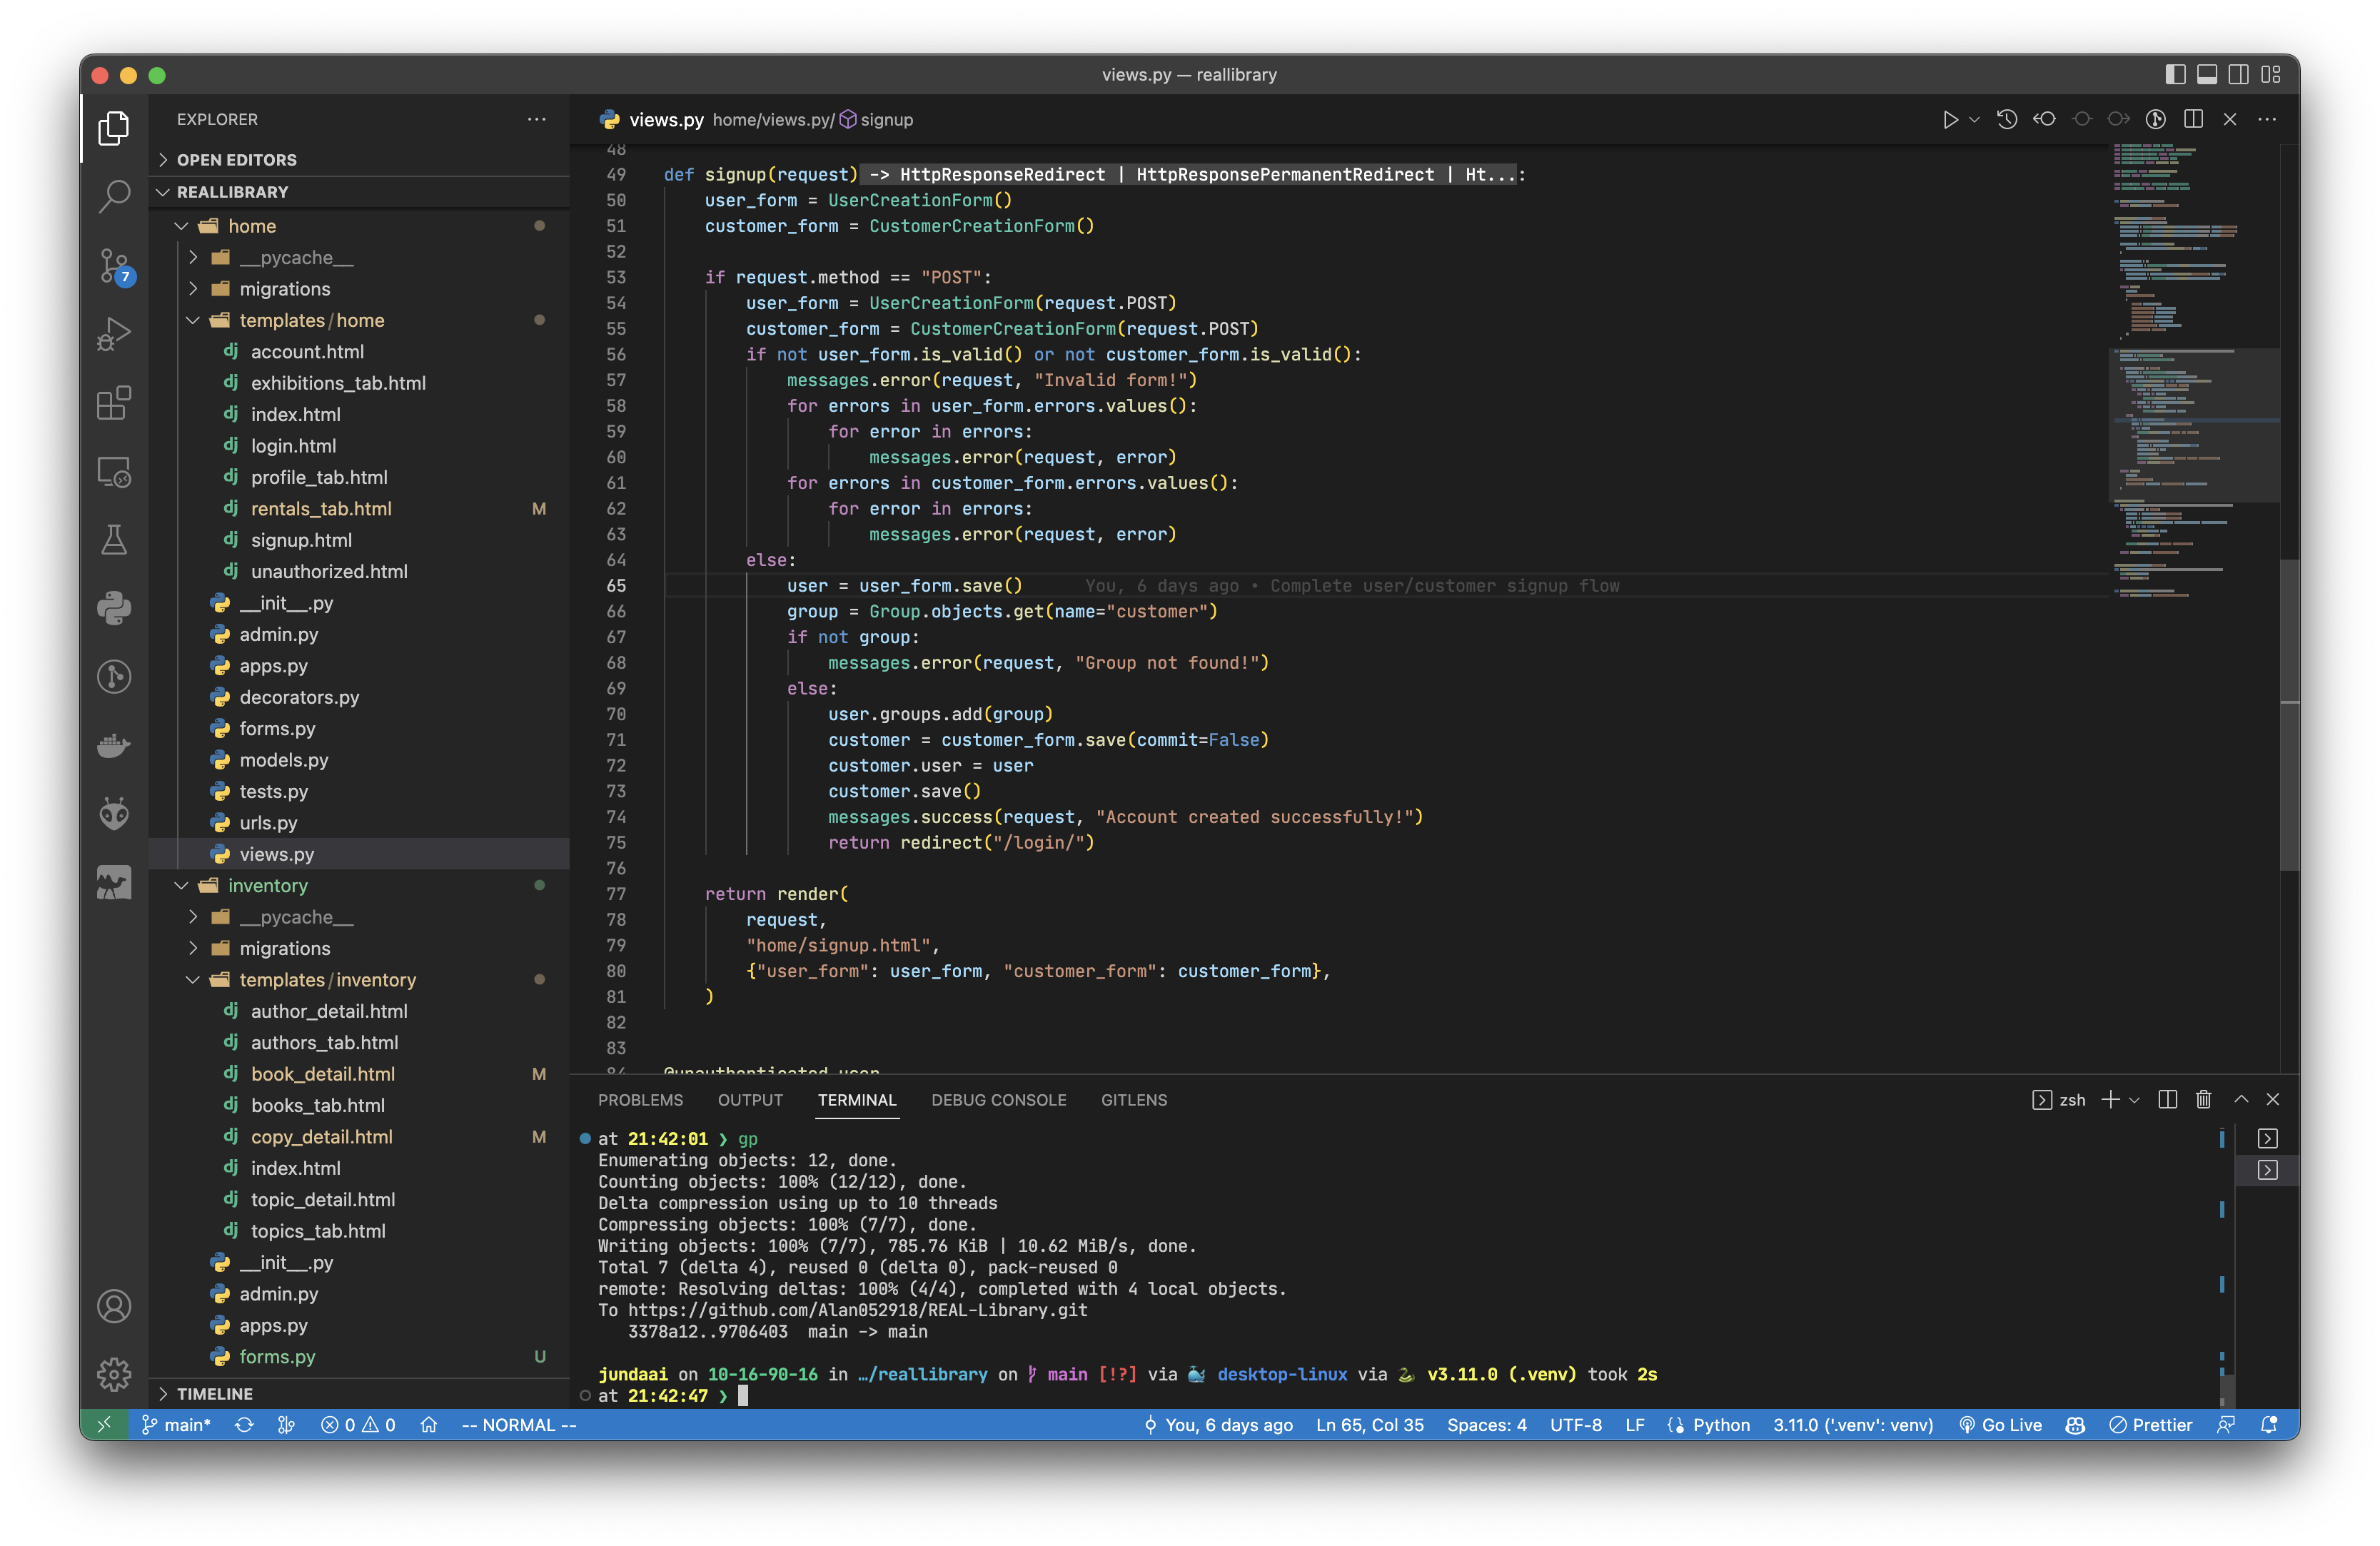 views.py — reallibrary
EXPLORER
OPEN EDITORS
REALLIBRARY
home
__pycache__
migrations
templates/home
account.html
exhibitions_tab.html
index.html
login.html
profile_tab.html
rentals_tab.html M
signup.html
unauthorized.html
__init__.py
admin.py
apps.py
decorators.py
forms.py
models.py
tests.py
urls.py
views.py
inventory
__pycache__
migrations
templates/inventory
author_detail.html
authors_tab.html
book_detail.html M
books_tab.html
copy_detail.html M
index.html
topic_detail.html
topics_tab.html
__init__.py
admin.py
apps.py
forms.py U
TIMELINE
7
views.py home/views.py/ signup
48
49 def signup(request) -> HttpResponseRedirect | HttpResponsePermanentRedirect | Ht...:
50 user_form = UserCreationForm()
51 customer_form = CustomerCreationForm()
52
53 if request.method == "POST":
54 user_form = UserCreationForm(request.POST)
55 customer_form = CustomerCreationForm(request.POST)
56 if not user_form.is_valid() or not customer_form.is_valid():
57 messages.error(request, "Invalid form!")
58 for errors in user_form.errors.values():
59 for error in errors:
60 messages.error(request, error)
61 for errors in customer_form.errors.values():
62 for error in errors:
63 messages.error(request, error)
64 else:
65 user = user_form.save() You, 6 days ago • Complete user/customer signup flow
66 group = Group.objects.get(name="customer")
67 if not group:
68 messages.error(request, "Group not found!")
69 else:
70 user.groups.add(group)
71 customer = customer_form.save(commit=False)
72 customer.user = user
73 customer.save()
74 messages.success(request, "Account created successfully!")
75 return redirect("/login/")
76
77 return render(
78 request,
79 "home/signup.html",
80 {"user_form": user_form, "customer_form": customer_form},
81 )
82
83
84 @unauthenticated_user
PROBLEMS OUTPUT TERMINAL DEBUG CONSOLE GITLENS zsh
at 21:42:01 ❯ gp
Enumerating objects: 12, done.
Counting objects: 100% (12/12), done.
Delta compression using up to 10 threads
Compressing objects: 100% (7/7), done.
Writing objects: 100% (7/7), 785.76 KiB | 10.62 MiB/s, done.
Total 7 (delta 4), reused 0 (delta 0), pack-reused 0
remote: Resolving deltas: 100% (4/4), completed with 4 local objects.
To https://github.com/Alan052918/REAL-Library.git
3378a12..9706403 main -> main
jundaai on 10-16-90-16 in …/reallibrary on main [!?] via 🐳 desktop-linux via 🐍 v3.11.0 (.venv) took 2s
at 21:42:47 ❯
main* 0 0 -- NORMAL -- You, 6 days ago Ln 65, Col 35 Spaces: 4 UTF-8 LF Python 3.11.0 ('.venv': venv) Go Live Prettier